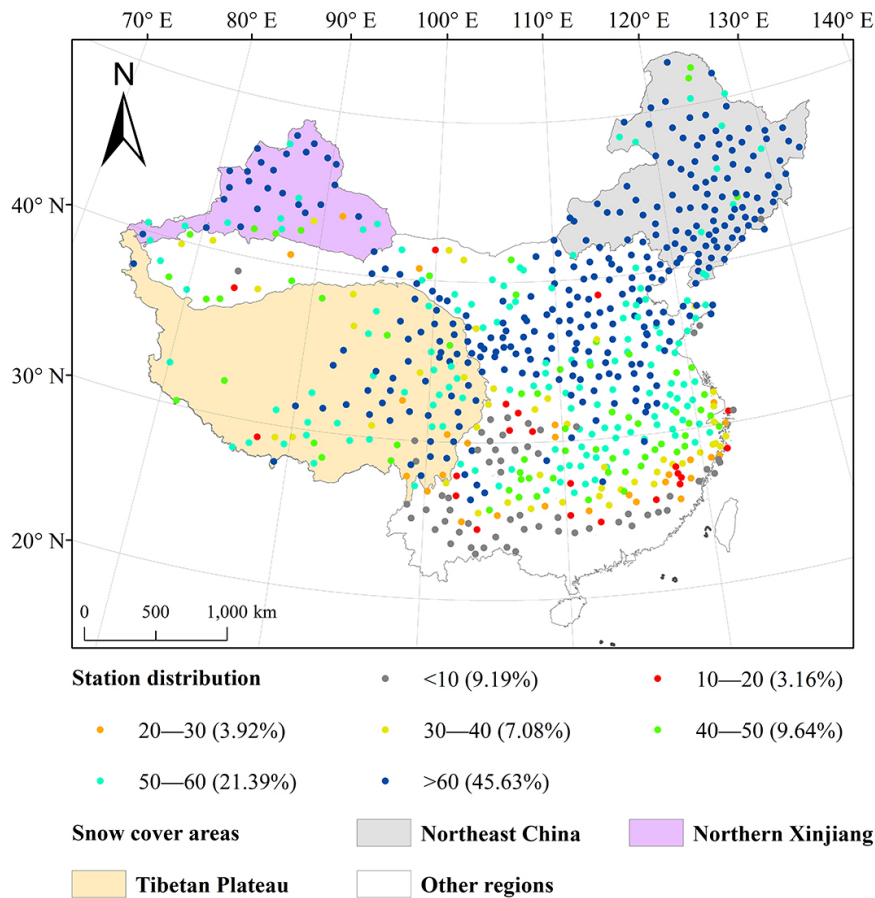 70° E 80° E 90° E 100° E 110° E 120° E 130° E 140° E
N
40° N
30° N
20° N
0 500 1,000 km
Station distribution <10 (9.19%) 10—20 (3.16%)
20—30 (3.92%) 30—40 (7.08%) 40—50 (9.64%)
50—60 (21.39%) >60 (45.63%)
Snow cover areas Northeast China Northern Xinjiang
Tibetan Plateau Other regions